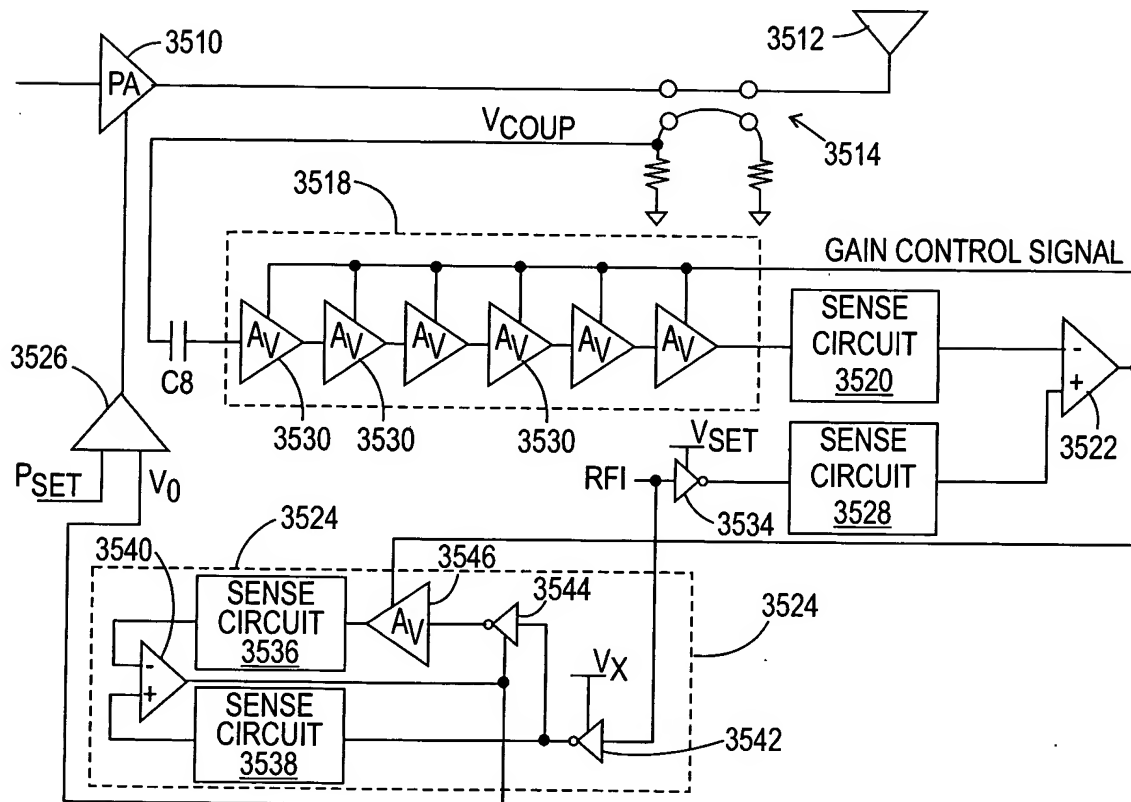 3510
3512
PA
VCOUP
3514
3518
GAIN CONTROL SIGNAL
AV AV AV AV AV AV
SENSE
CIRCUIT
3520
-
+
3526
C8
3530 3530 3530
3522
VSET
PSET
V0
RFI
3534
SENSE
CIRCUIT
3528
3524
3540
3546
3544
3524
SENSE
CIRCUIT
3536
AV
-
+
VX
SENSE
CIRCUIT
3538
3542